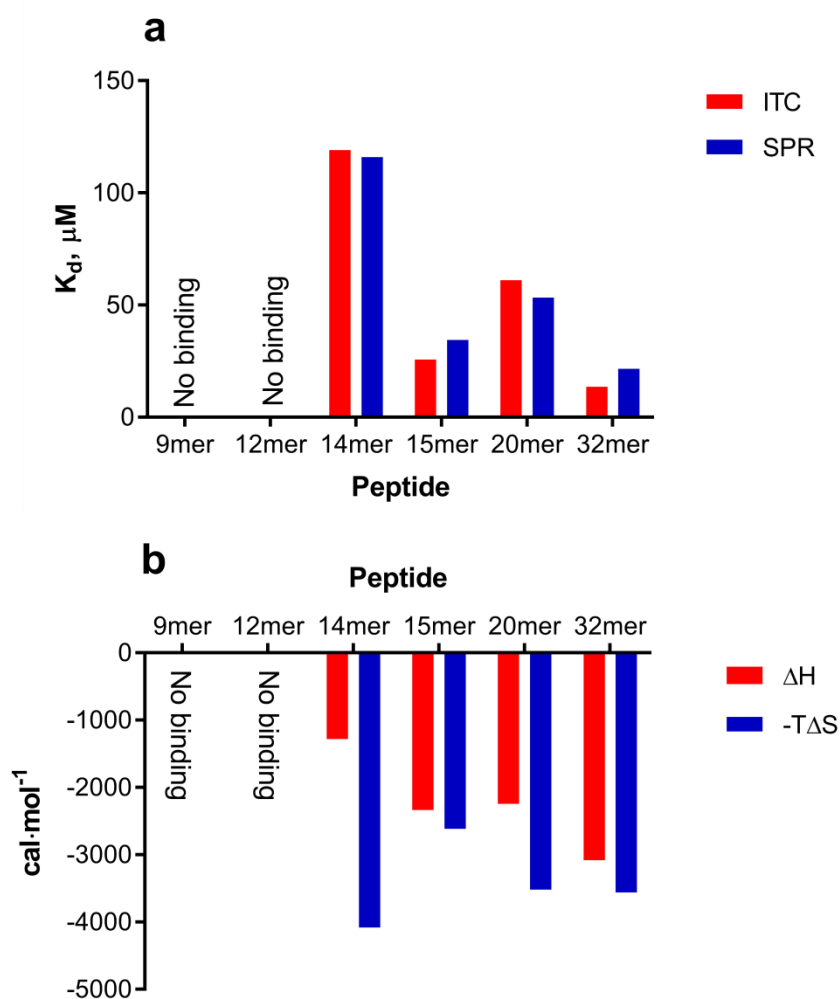 a
150
100
50
0
K_d, μM
No binding
No binding
9mer 12mer 14mer 15mer 20mer 32mer
Peptide
ITC
SPR
b
Peptide
9mer 12mer 14mer 15mer 20mer 32mer
0
-1000
-2000
-3000
-4000
-5000
cal·mol⁻¹
No binding
No binding
ΔH
-TΔS